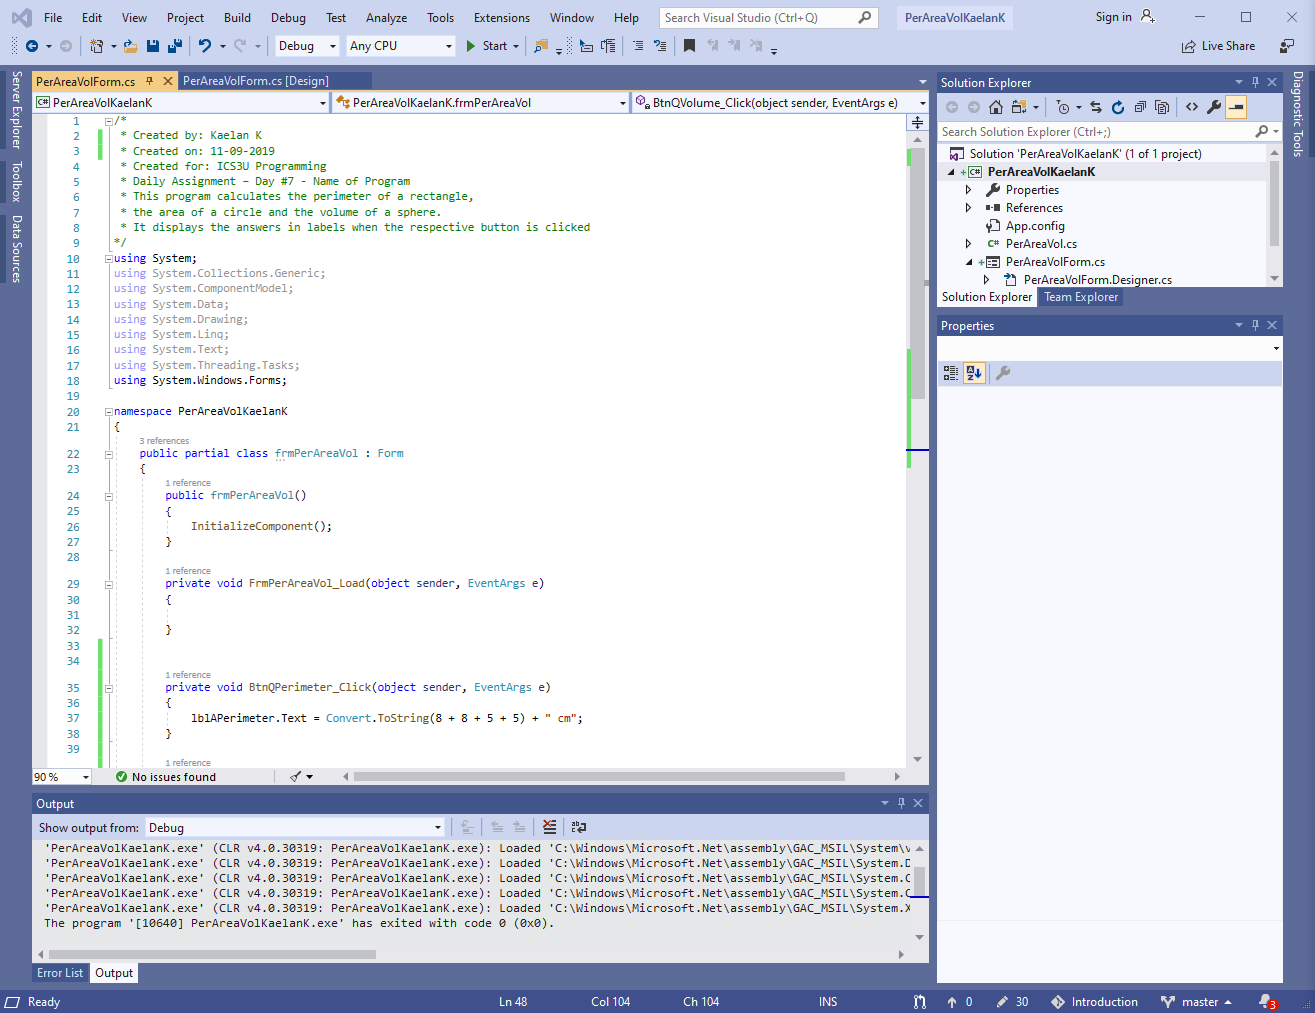 File Edit View Project Build Debug Test Analyze Tools Extensions Window Help Search Visual Studio (Ctrl+Q) PerAreaVolKaelanK Sign in
Debug Any CPU Start Live Share
Server Explorer
Toolbox
Data Sources
PerAreaVolForm.cs PerAreaVolForm.cs [Design]
C# PerAreaVolKaelanK PerAreaVolKaelanK.frmPerAreaVol BtnQVolume_Click(object sender, EventArgs e)
1 /*
2 * Created by: Kaelan K
3 * Created on: 11-09-2019
4 * Created for: ICS3U Programming
5 * Daily Assignment – Day #7 - Name of Program
6 * This program calculates the perimeter of a rectangle,
7 * the area of a circle and the volume of a sphere.
8 * It displays the answers in labels when the respective button is clicked
9 */
10 using System;
11 using System.Collections.Generic;
12 using System.ComponentModel;
13 using System.Data;
14 using System.Drawing;
15 using System.Linq;
16 using System.Text;
17 using System.Threading.Tasks;
18 using System.Windows.Forms;
19
20 namespace PerAreaVolKaelanK
21 {
3 references
22 public partial class frmPerAreaVol : Form
23 {
1 reference
24 public frmPerAreaVol()
25 {
26 InitializeComponent();
27 }
28
1 reference
29 private void FrmPerAreaVol_Load(object sender, EventArgs e)
30 {
31
32 }
33
34
1 reference
35 private void BtnQPerimeter_Click(object sender, EventArgs e)
36 {
37 lblAPerimeter.Text = Convert.ToString(8 + 8 + 5 + 5) + " cm";
38 }
39
1 reference
90 % No issues found
Output
Show output from: Debug
'PerAreaVolKaelanK.exe' (CLR v4.0.30319: PerAreaVolKaelanK.exe): Loaded 'C:\Windows\Microsoft.Net\assembly\GAC_MSIL\System\v
'PerAreaVolKaelanK.exe' (CLR v4.0.30319: PerAreaVolKaelanK.exe): Loaded 'C:\Windows\Microsoft.Net\assembly\GAC_MSIL\System.D
'PerAreaVolKaelanK.exe' (CLR v4.0.30319: PerAreaVolKaelanK.exe): Loaded 'C:\Windows\Microsoft.Net\assembly\GAC_MSIL\System.C
'PerAreaVolKaelanK.exe' (CLR v4.0.30319: PerAreaVolKaelanK.exe): Loaded 'C:\Windows\Microsoft.Net\assembly\GAC_MSIL\System.C
'PerAreaVolKaelanK.exe' (CLR v4.0.30319: PerAreaVolKaelanK.exe): Loaded 'C:\Windows\Microsoft.Net\assembly\GAC_MSIL\System.X
The program '[10640] PerAreaVolKaelanK.exe' has exited with code 0 (0x0).
Error List Output
Solution Explorer
Search Solution Explorer (Ctrl+;)
Solution 'PerAreaVolKaelanK' (1 of 1 project)
C# PerAreaVolKaelanK
Properties
References
App.config
C# PerAreaVol.cs
PerAreaVolForm.cs
PerAreaVolForm.Designer.cs
Solution Explorer Team Explorer
Properties
Diagnostic Tools
Ready Ln 48 Col 104 Ch 104 INS 0 30 Introduction master 3